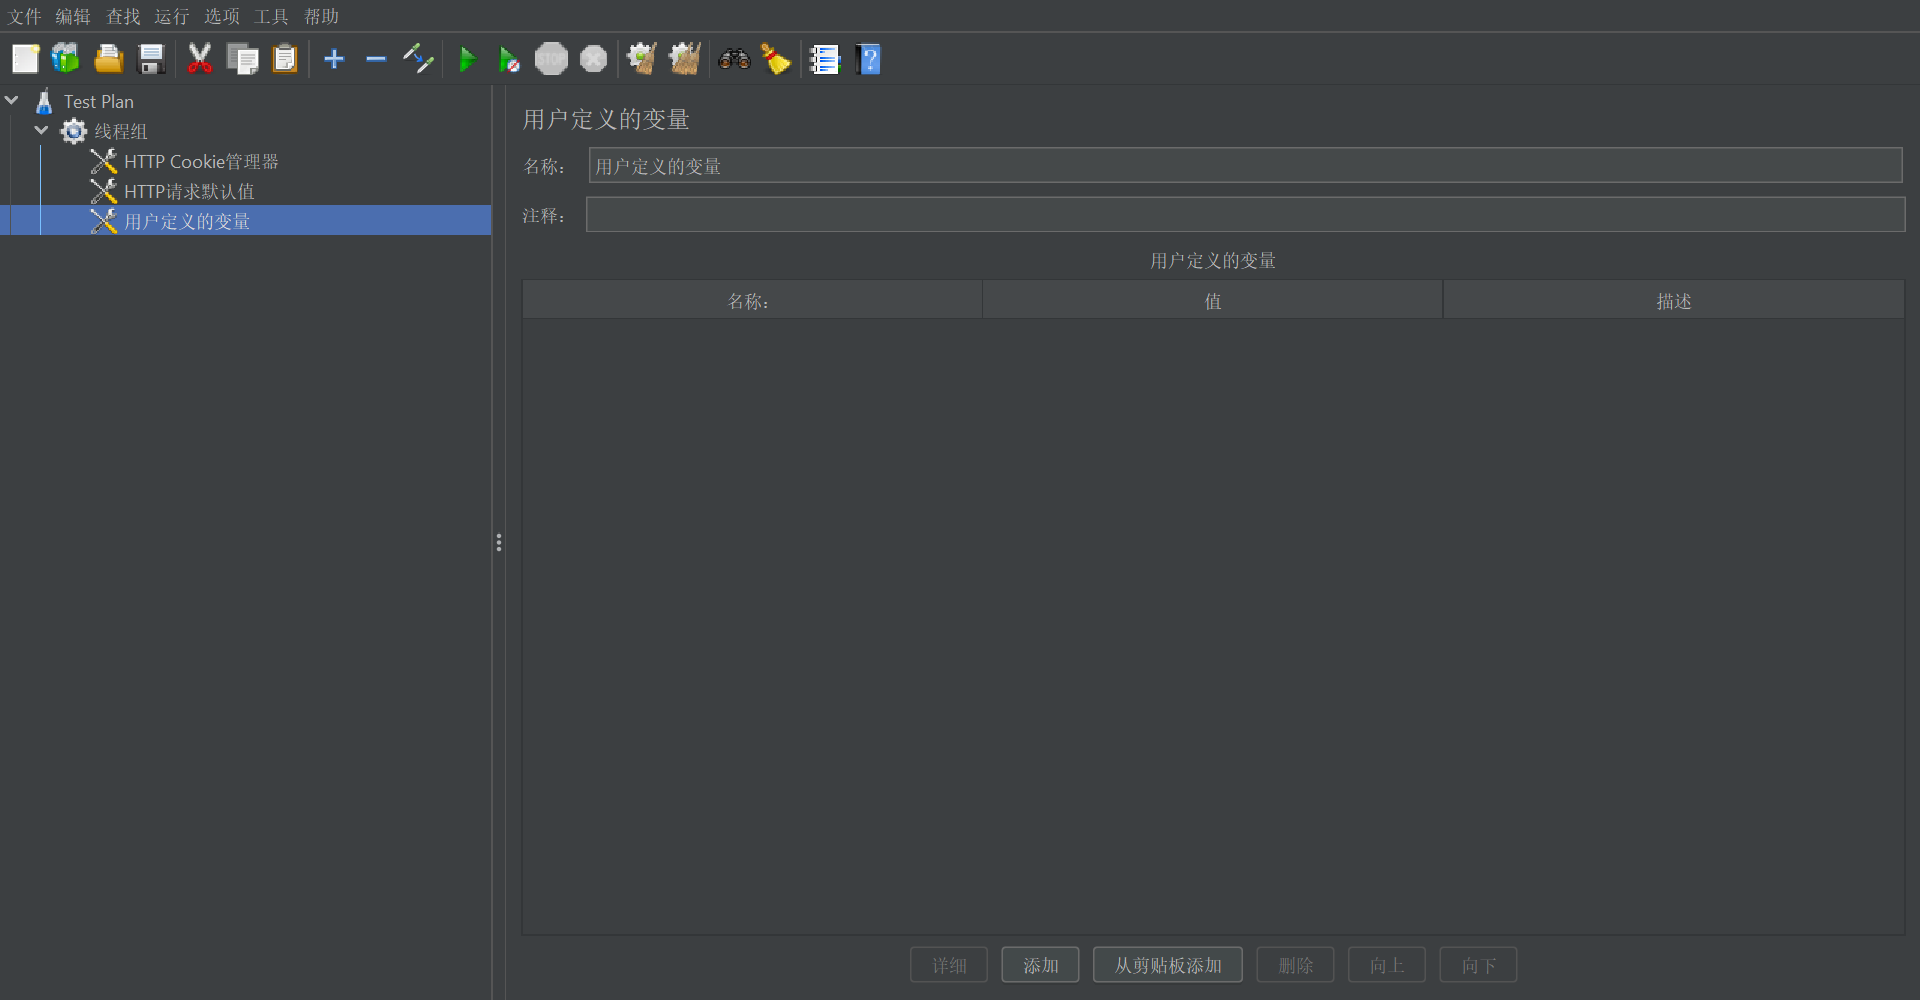 文件 编辑 查找 运行 选项 工具 帮助
STOP
Test Plan
线程组
HTTP Cookie管理器
HTTP请求默认值
用户定义的变量
用户定义的变量
名称： 用户定义的变量
注释：
用户定义的变量
名称： 值 描述
详细 添加 从剪贴板添加 删除 向上 向下